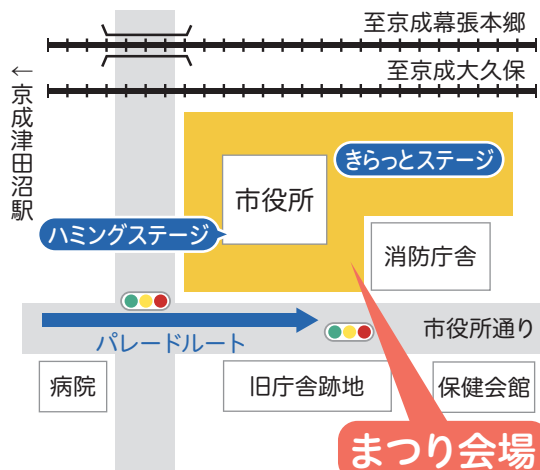 至京成幕張本郷
至京成大久保
←京成津田沼駅
きらっとステージ
市役所
ハミングステージ
消防庁舎
市役所通り
パレードルート
病院
旧庁舎跡地
保健会館
まつり会場